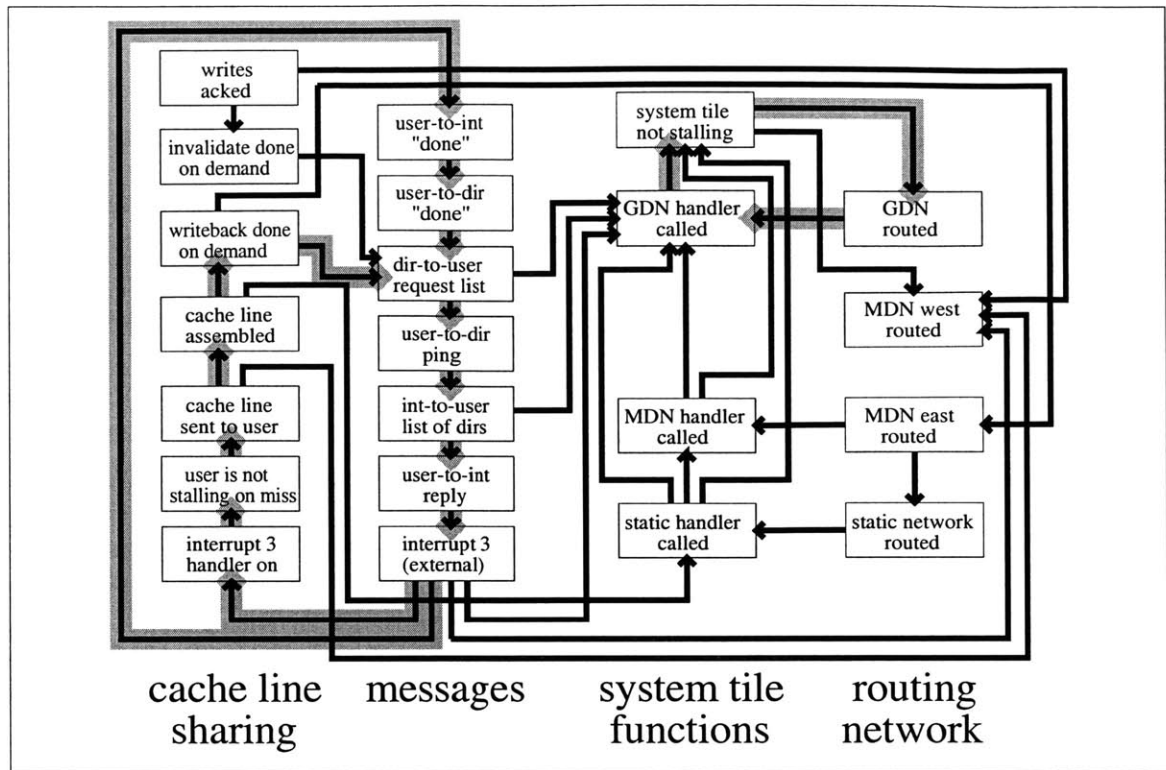 writes
acked
invalidate done
on demand
writeback done
on demand
cache line
assembled
cache line
sent to user
user is not
stalling on miss
interrupt 3
handler on
user-to-int
"done"
user-to-dir
"done"
dir-to-user
request list
user-to-dir
ping
int-to-user
list of dirs
user-to-int
reply
interrupt 3
(external)
system tile
not stalling
GDN handler
called
MDN handler
called
static handler
called
GDN
routed
MDN west
routed
MDN east
routed
static network
routed
cache line
sharing
messages
system tile
functions
routing
network